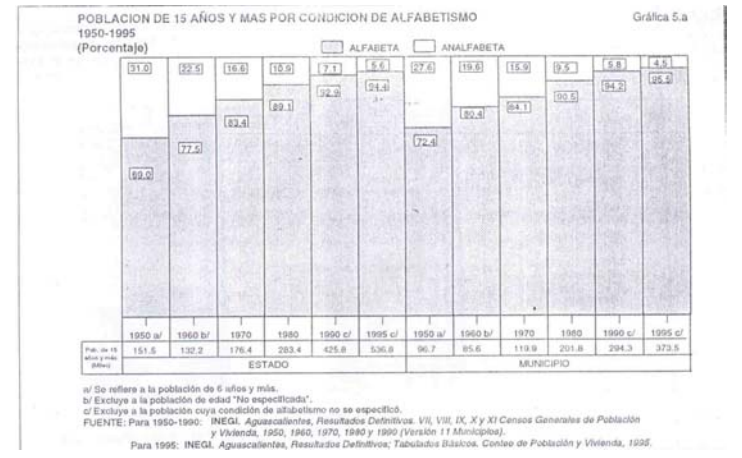 POBLACION DE 15 AÑOS Y MAS POR CONDICION DE ALFABETISMO
Gráfica 5.a
1950-1995
(Porcentaje)
ALFABETA ANALFABETA
31.0 22.5 16.6 10.9 7.1 5.6 27.6 19.6 15.9 9.5 5.8 4.5
69.0 77.5 83.4 89.1 92.9 94.4 72.4 80.4 84.1 90.5 94.2 95.5
1950 a/ 1960 b/ 1970 1980 1990 c/ 1995 c/ 1950 a/ 1960 b/ 1970 1980 1990 c/ 1995 c/
Pob. de 15 años y más (Miles) 151.5 132.2 176.4 283.4 425.8 536.8 96.7 85.6 119.9 201.8 294.3 373.5
ESTADO MUNICIPIO
a/ Se refiere a la población de 6 años y más.
b/ Excluye a la población de edad "No especificada".
c/ Excluye a la población cuya condición de alfabetismo no se especificó.
FUENTE: Para 1950-1990: INEGI. Aguascalientes, Resultados Definitivos. VII, VIII, IX, X y XI Censos Generales de Población
y Vivienda, 1950, 1960, 1970, 1980 y 1990 (Versión 11 Municipios).
Para 1995: INEGI. Aguascalientes, Resultados Definitivos; Tabulados Básicos. Conteo de Población y Vivienda, 1995.